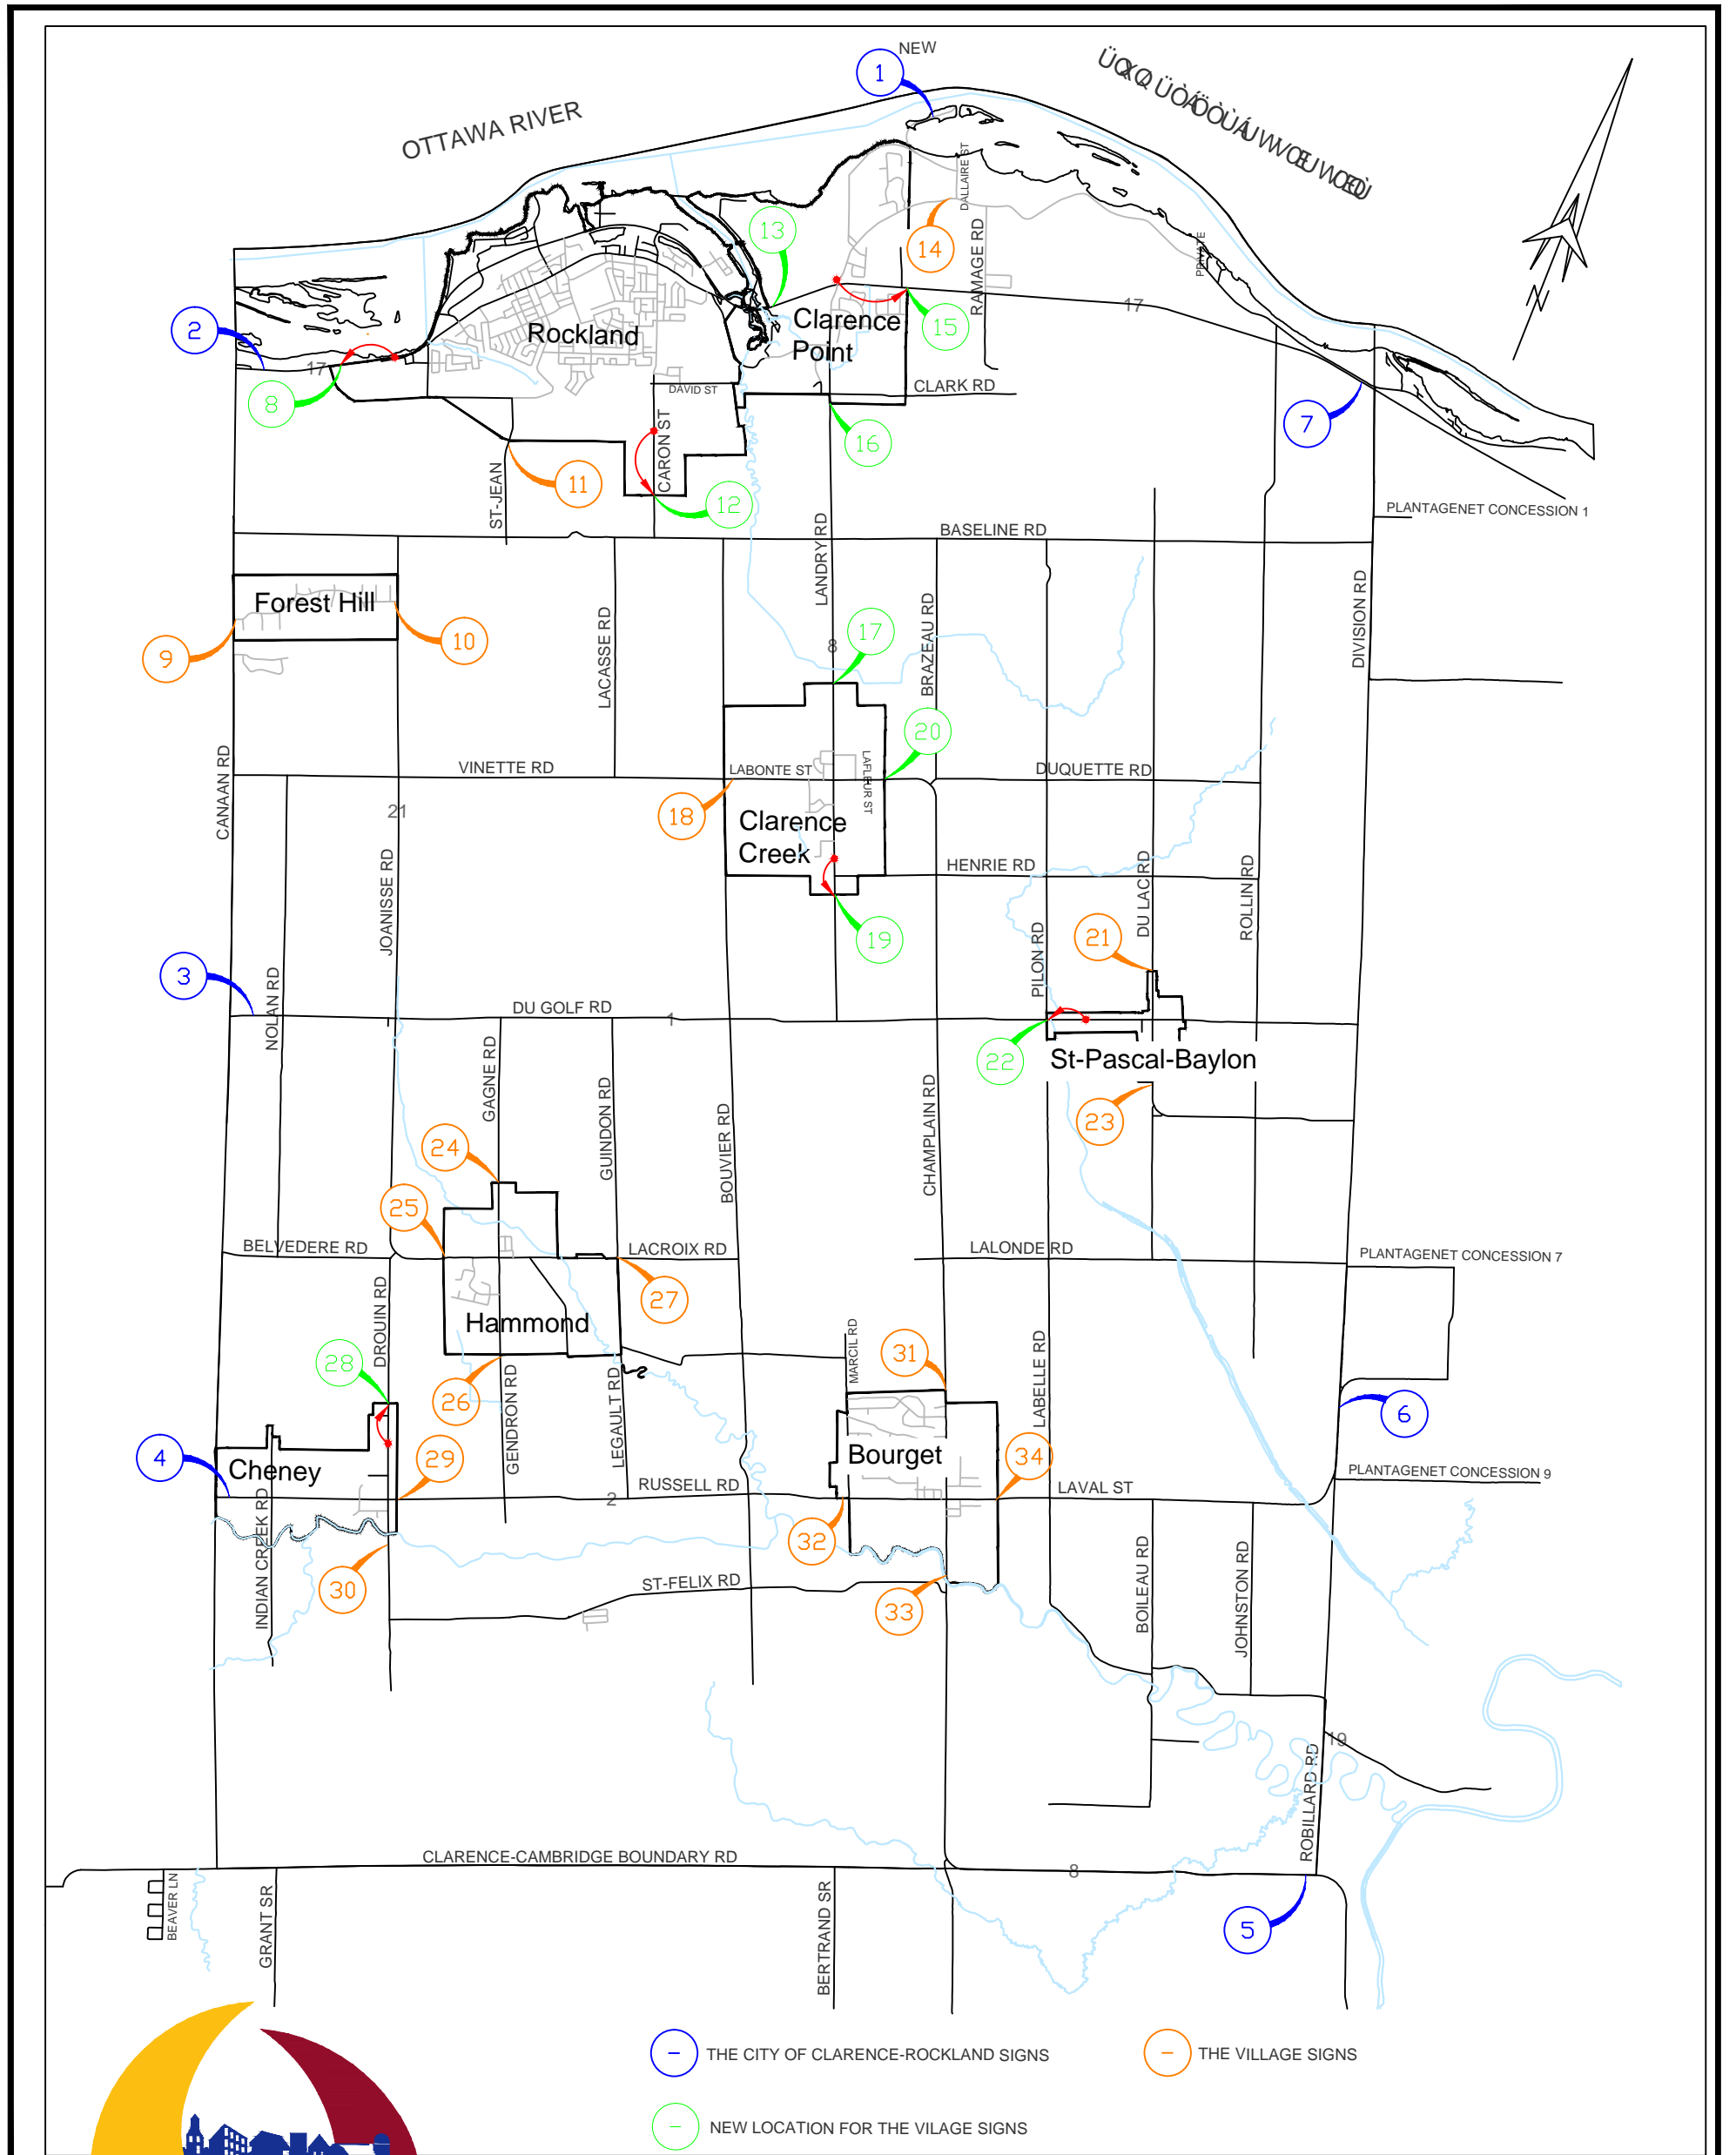 NEW
1
OTTAWA RIVER
DALLAIRE ST
13
14
RAMAGE RD
PRIVATE
2
17
Rockland
Clarence
Point
15
17
8
DAVID ST
CLARK RD
7
CARON ST
16
11
ST-JEAN
12
PLANTAGENET CONCESSION 1
LANDRY RD
BASELINE RD
Forest Hill
9
10
LACASSE RD
17
8
BRAZEAU RD
DIVISION RD
20
CANAAN RD
VINETTE RD
LABONTE ST
LAFLEUR ST
DUQUETTE RD
21
18
Clarence
Creek
HENRIE RD
JOANISSE RD
DU LAC RD
ROLLIN RD
19
21
3
NOLAN RD
PILON RD
DU GOLF RD
1
22
St-Pascal-Baylon
GAGNE RD
GUINDON RD
BOUVIER RD
CHAMPLAIN RD
23
24
25
BELVEDERE RD
LACROIX RD
LALONDE RD
PLANTAGENET CONCESSION 7
27
DROUIN RD
Hammond
28
MARCIL RD
31
26
GENDRON RD
LEGAULT RD
LABELLE RD
6
4
Cheney
29
Bourget
34
PLANTAGENET CONCESSION 9
RUSSELL RD
2
LAVAL ST
INDIAN CREEK RD
32
30
ST-FELIX RD
33
BOILEAU RD
JOHNSTON RD
19
ROBILLARD RD
CLARENCE-CAMBRIDGE BOUNDARY RD
8
BEAVER LN
GRANT SR
BERTRAND SR
5
N
THE CITY OF CLARENCE-ROCKLAND SIGNS
THE VILLAGE SIGNS
NEW LOCATION FOR THE VILAGE SIGNS